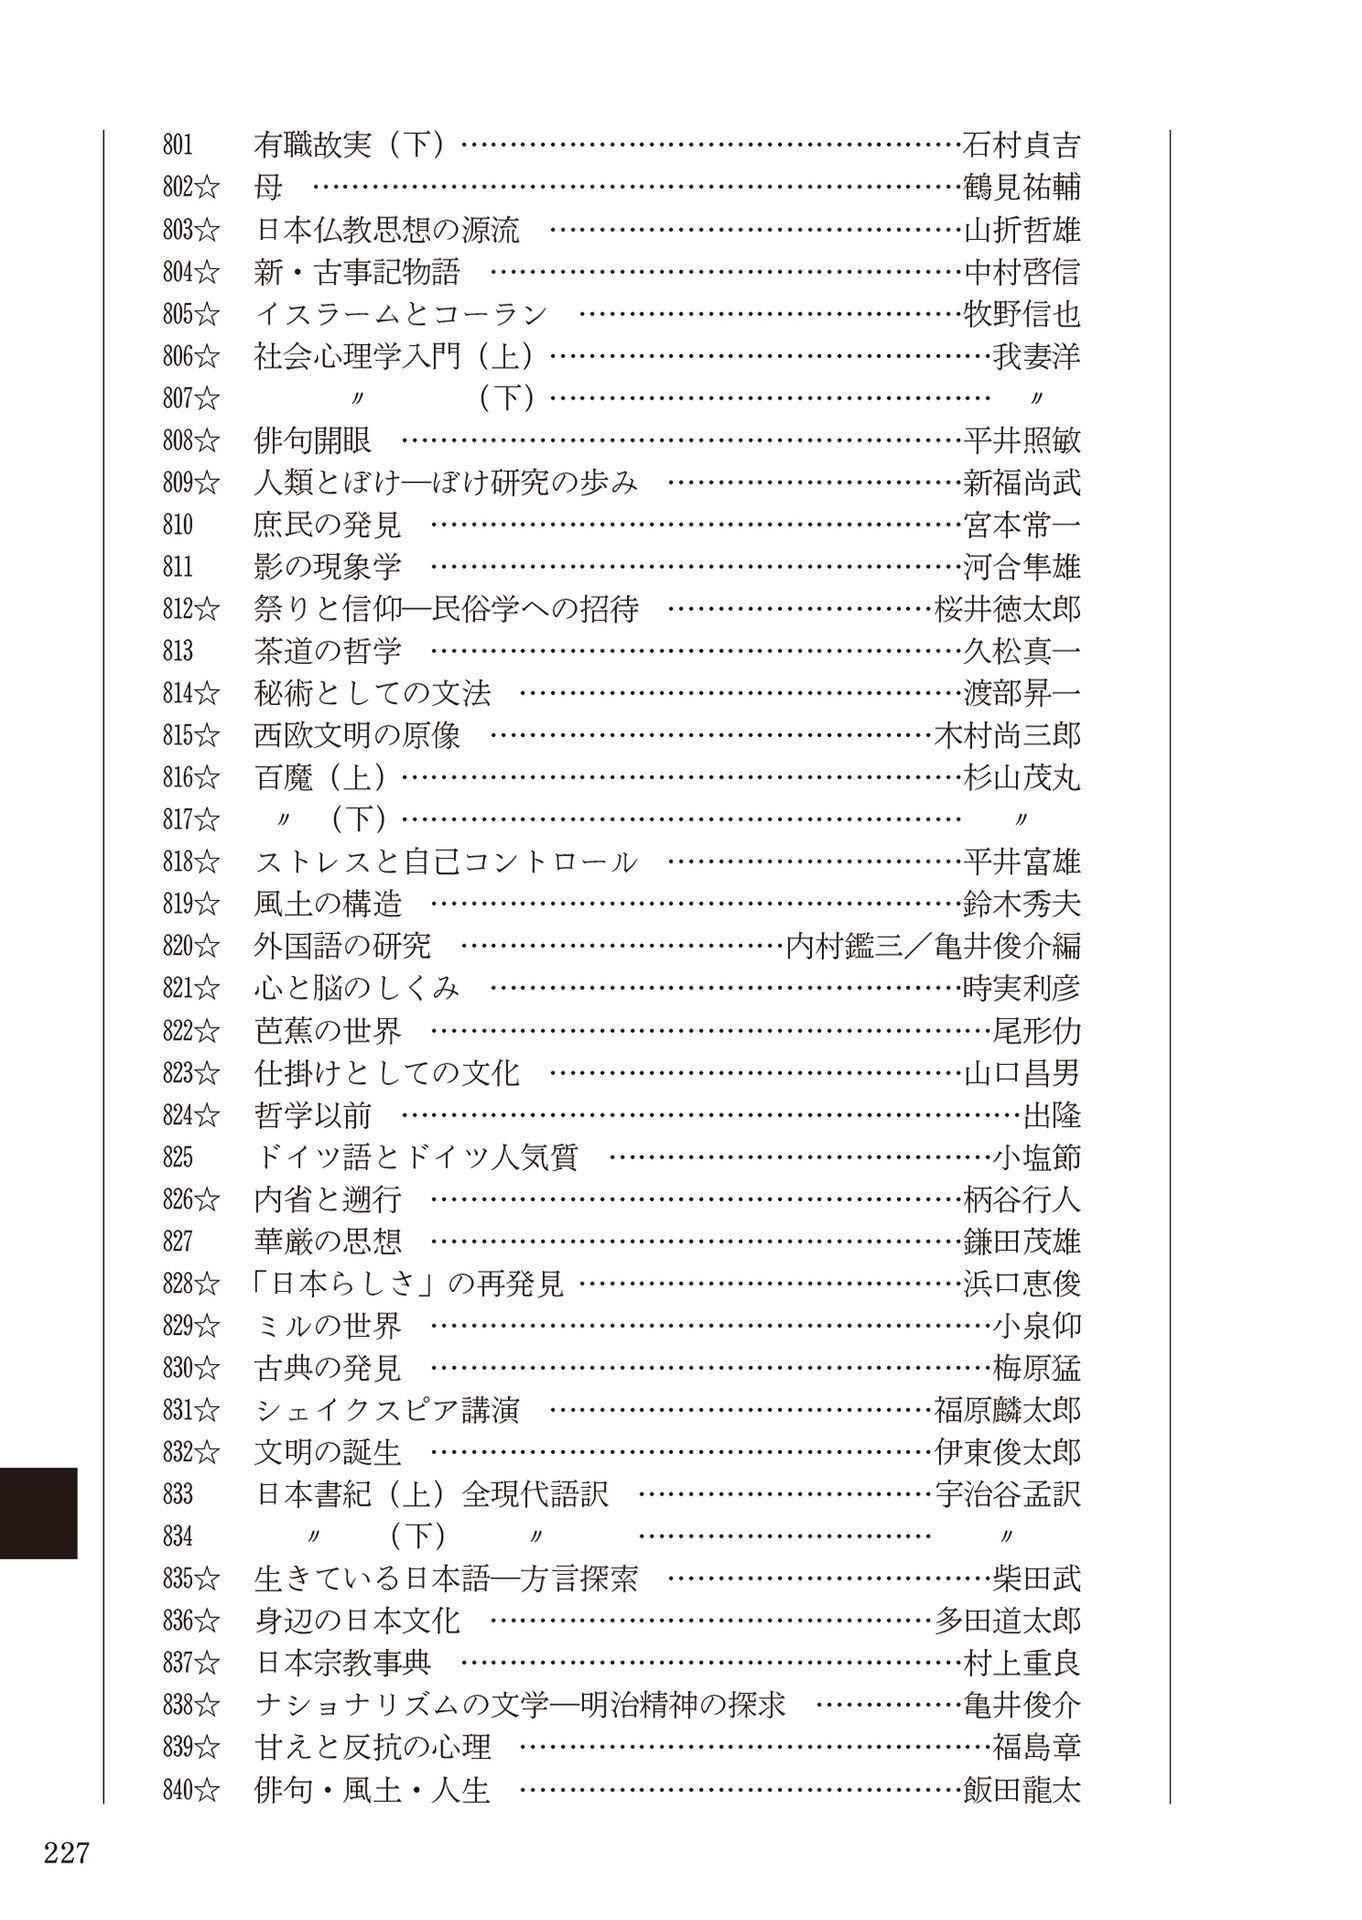 801　有職故実（下）……………………………………………石村貞吉
802☆　母　…………………………………………………………鶴見祐輔
803☆　日本仏教思想の源流　……………………………………山折哲雄
804☆　新・古事記物語　…………………………………………中村啓信
805☆　イスラームとコーラン　…………………………………牧野信也
806☆　社会心理学入門（上）………………………………………我妻洋
807☆　　　　〃　　　（下）………………………………………　〃
808☆　俳句開眼　…………………………………………………平井照敏
809☆　人類とぼけ―ぼけ研究の歩み　…………………………新福尚武
810　庶民の発見　………………………………………………宮本常一
811　影の現象学　………………………………………………河合隼雄
812☆　祭りと信仰―民俗学への招待　………………………桜井徳太郎
813　茶道の哲学　………………………………………………久松真一
814☆　秘術としての文法　………………………………………渡部昇一
815☆　西欧文明の原像　………………………………………木村尚三郎
816☆　百魔（上）…………………………………………………杉山茂丸
817☆　〃　（下）…………………………………………………　〃
818☆　ストレスと自己コントロール　…………………………平井富雄
819☆　風土の構造　………………………………………………鈴木秀夫
820☆　外国語の研究　……………………………内村鑑三／亀井俊介編
821☆　心と脳のしくみ　…………………………………………時実利彦
822☆　芭蕉の世界　…………………………………………………尾形仂
823☆　仕掛けとしての文化　……………………………………山口昌男
824☆　哲学以前　………………………………………………………出隆
825　ドイツ語とドイツ人気質　…………………………………小塩節
826☆　内省と遡行　………………………………………………柄谷行人
827　華厳の思想　………………………………………………鎌田茂雄
828☆　「日本らしさ」の再発見 …………………………………浜口恵俊
829☆　ミルの世界　…………………………………………………小泉仰
830☆　古典の発見　…………………………………………………梅原猛
831☆　シェイクスピア講演　…………………………………福原麟太郎
832☆　文明の誕生　……………………………………………伊東俊太郎
833　日本書紀（上）全現代語訳　…………………………宇治谷孟訳
834　　〃　　（下）　　〃　　　…………………………　　〃
835☆　生きている日本語―方言探索　……………………………柴田武
836☆　身辺の日本文化　………………………………………多田道太郎
837☆　日本宗教事典　……………………………………………村上重良
838☆　ナショナリズムの文学―明治精神の探求　……………亀井俊介
839☆　甘えと反抗の心理　…………………………………………福島章
840☆　俳句・風土・人生　………………………………………飯田龍太
227